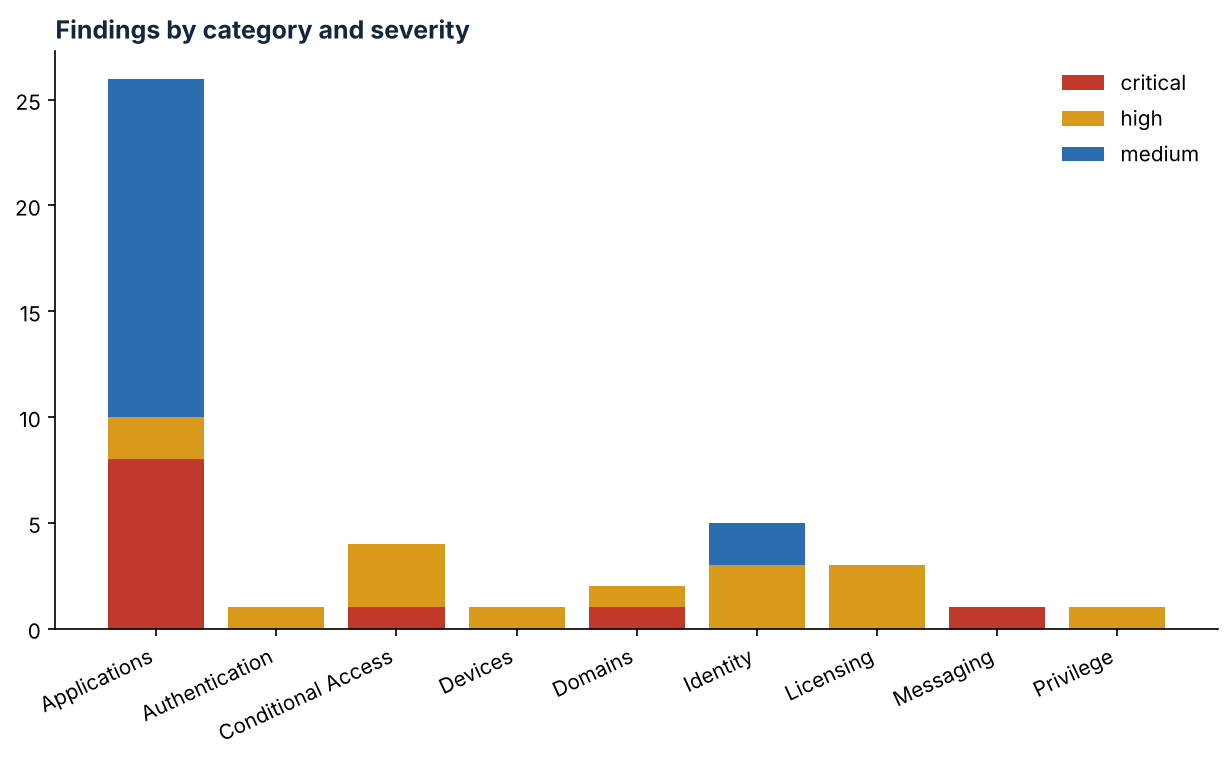 Findings by category and severity
critical
high
medium
25
20
15
10
5
0
Applications
Authentication
Conditional Access
Devices
Domains
Identity
Licensing
Messaging
Privilege